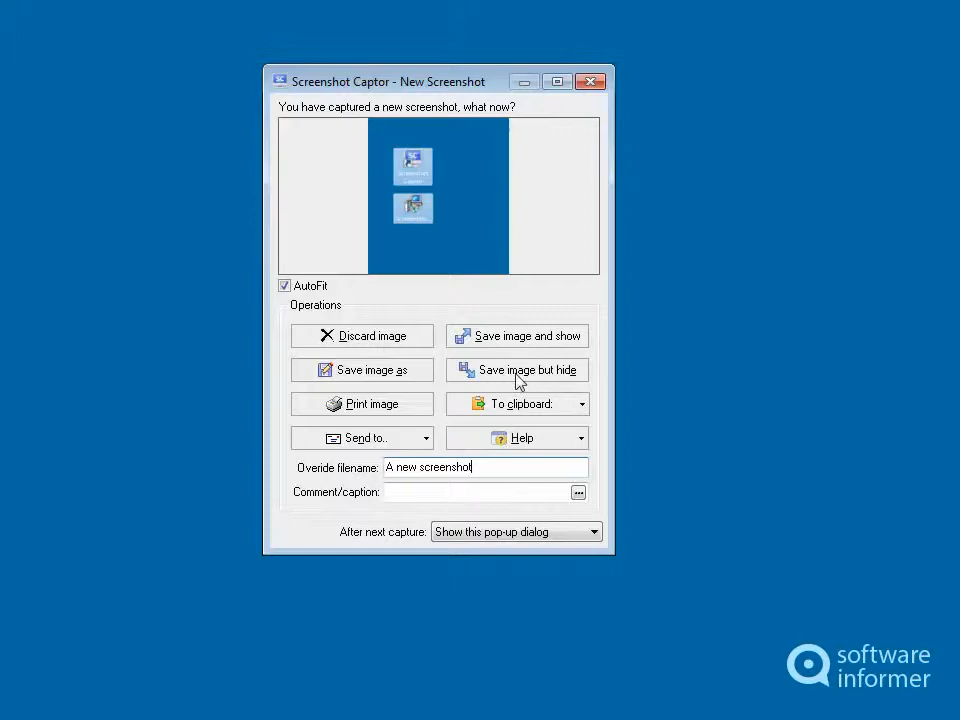 Screenshot Captor - New Screenshot
You have captured a new screenshot, what now?
SC
AutoFit
Operations
Discard image
Save image and show
Save image as
Save image but hide
Print image
To clipboard:
Send to..
Help
Overide filename: A new screenshot
Comment/caption:
...
After next capture: Show this pop-up dialog
software
informer